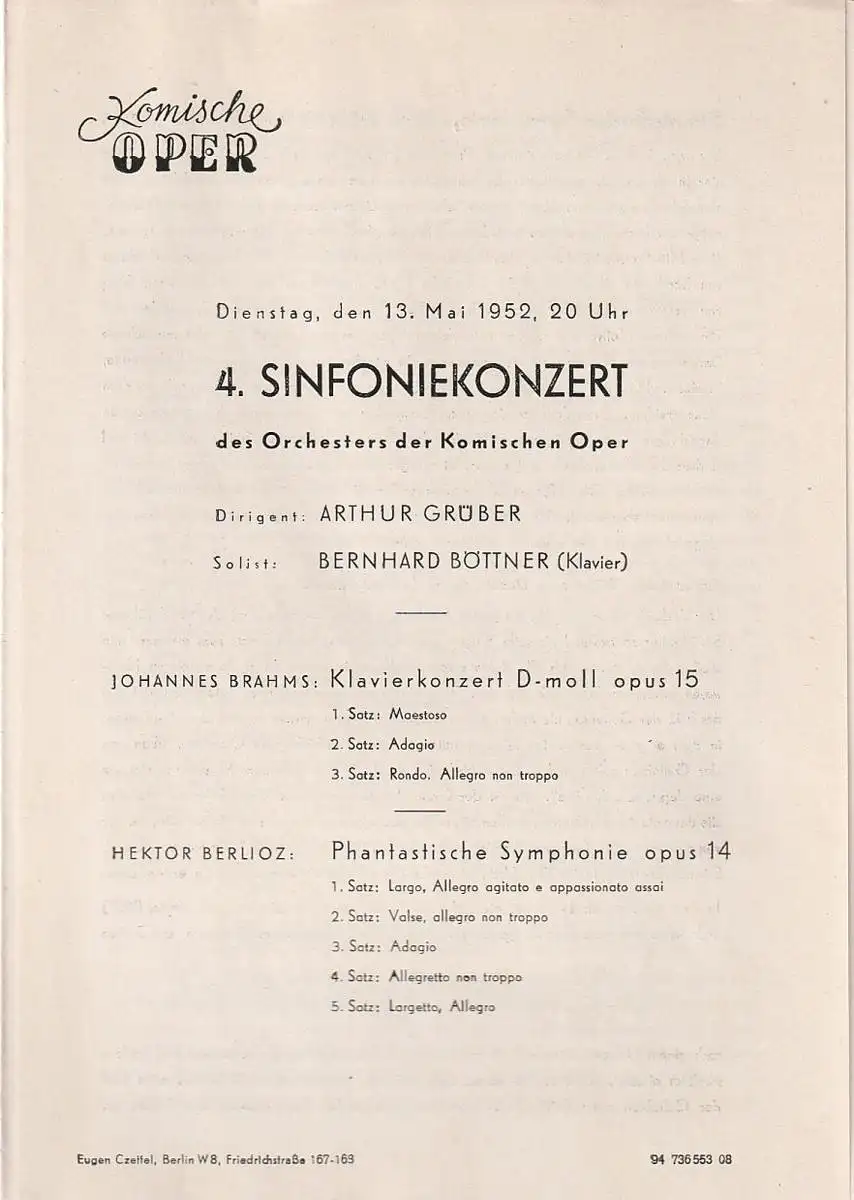 Komische
OPER
Dienstag, den 13. Mai 1952, 20 Uhr
4. SINFONIEKONZERT
des Orchesters der Komischen Oper
Dirigent: ARTHUR GRÜBER
Solist: BERNHARD BÖTTNER (Klavier)
JOHANNES BRAHMS: Klavierkonzert D-moll opus 15
1. Satz: Maestoso
2. Satz: Adagio
3. Satz: Rondo. Allegro non troppo
HEKTOR BERLIOZ: Phantastische Symphonie opus 14
1. Satz: Largo, Allegro agitato e appassionato assai
2. Satz: Valse, allegro non troppo
3. Satz: Adagio
4. Satz: Allegretto non troppo
5. Satz: Largetto, Allegro
Eugen Czeifel, Berlin W 8, Friedrichstraße 167-163 94 736 553 08